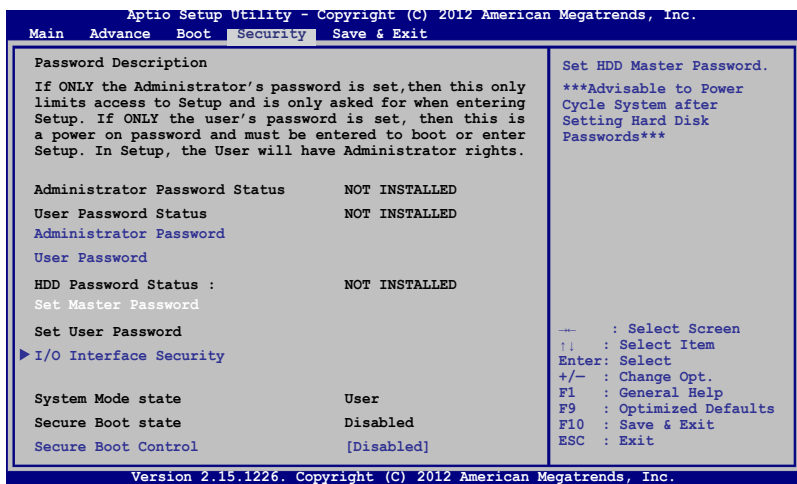 Aptio Setup Utility - Copyright (C) 2012 American Megatrends, Inc.
Main Advance Boot Security Save & Exit
Password Description
If ONLY the Administrator's password is set,then this only
limits access to Setup and is only asked for when entering
Setup. If ONLY the user's password is set, then this is
a power on password and must be entered to boot or enter
Setup. In Setup, the User will have Administrator rights.
Administrator Password Status NOT INSTALLED
User Password Status NOT INSTALLED
Administrator Password
User Password
HDD Password Status : NOT INSTALLED
Set Master Password
Set User Password
I/O Interface Security
System Mode state User
Secure Boot state Disabled
Secure Boot Control [Disabled]
Set HDD Master Password.
***Advisable to Power
Cycle System after
Setting Hard Disk
Passwords***
→← : Select Screen
↑↓ : Select Item
Enter: Select
+/— : Change Opt.
F1 : General Help
F9 : Optimized Defaults
F10 : Save & Exit
ESC : Exit
Version 2.15.1226. Copyright (C) 2012 American Megatrends, Inc.